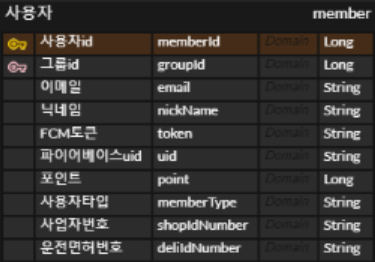 사용자 member
사용자id memberId Domain Long
그룹id groupId Domain Long
이메일 email Domain String
닉네임 nickName Domain String
FCM토큰 token Domain String
파이어베이스uid uid Domain String
포인트 point Domain Long
사용자타입 memberType Domain String
사업자번호 shopIdNumber Domain String
운전면허번호 deliIdNumber Domain String